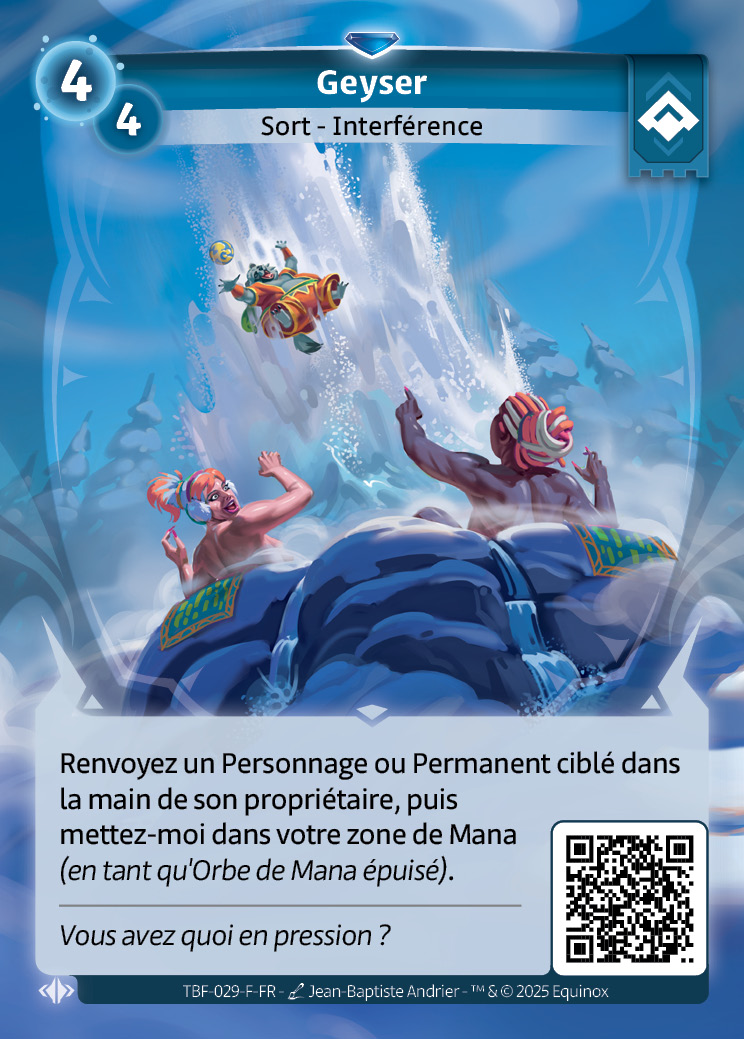 4
Geyser
4
Sort - Interférence
Renvoyez un Personnage ou Permanent ciblé dans
la main de son propriétaire, puis
mettez-moi dans votre zone de Mana
(en tant qu'Orbe de Mana épuisé).
Vous avez quoi en pression ?
TBF-029-F-FR - Jean-Baptiste Andrier - ™ & © 2025 Equinox